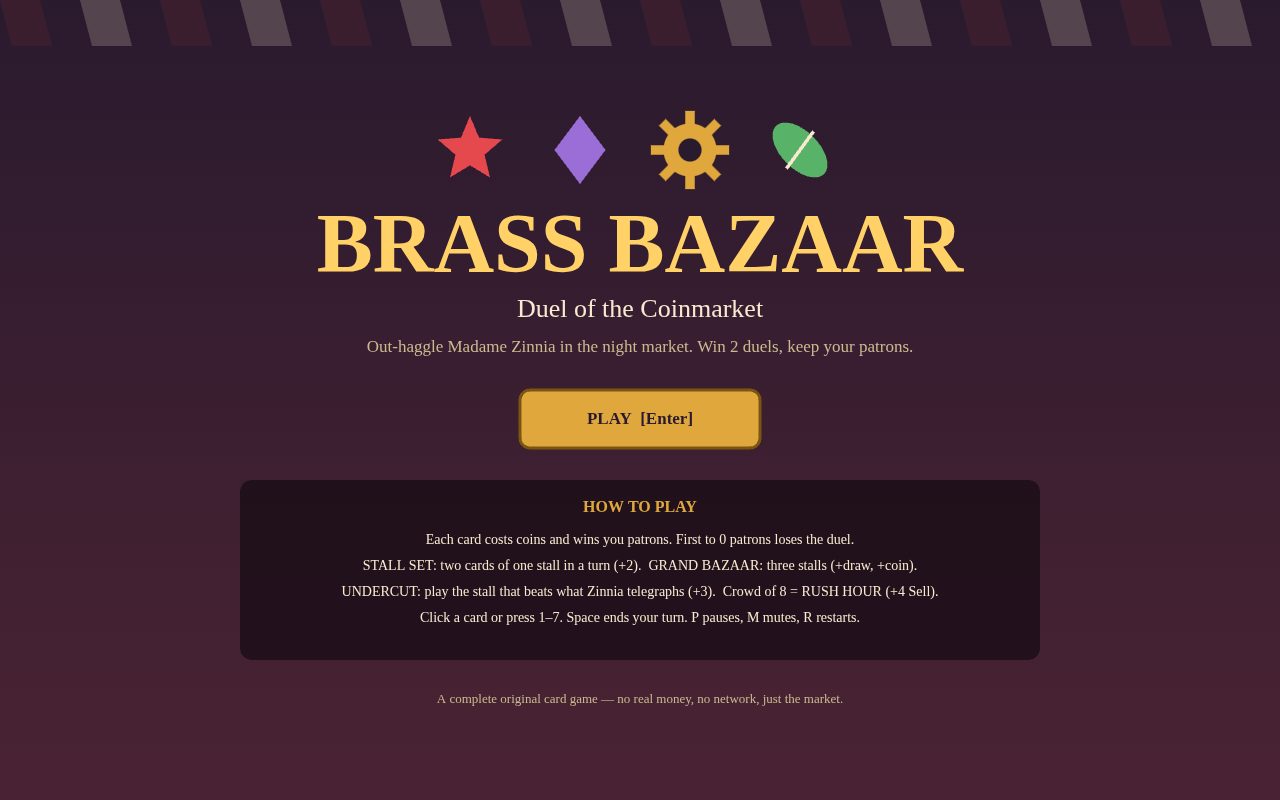 BRASS BAZAAR
Duel of the Coinmarket
Out-haggle Madame Zinnia in the night market. Win 2 duels, keep your patrons.
PLAY [Enter]
HOW TO PLAY
Each card costs coins and wins you patrons. First to 0 patrons loses the duel.
STALL SET: two cards of one stall in a turn (+2). GRAND BAZAAR: three stalls (+draw, +coin).
UNDERCUT: play the stall that beats what Zinnia telegraphs (+3). Crowd of 8 = RUSH HOUR (+4 Sell).
Click a card or press 1–7. Space ends your turn. P pauses, M mutes, R restarts.
A complete original card game — no real money, no network, just the market.